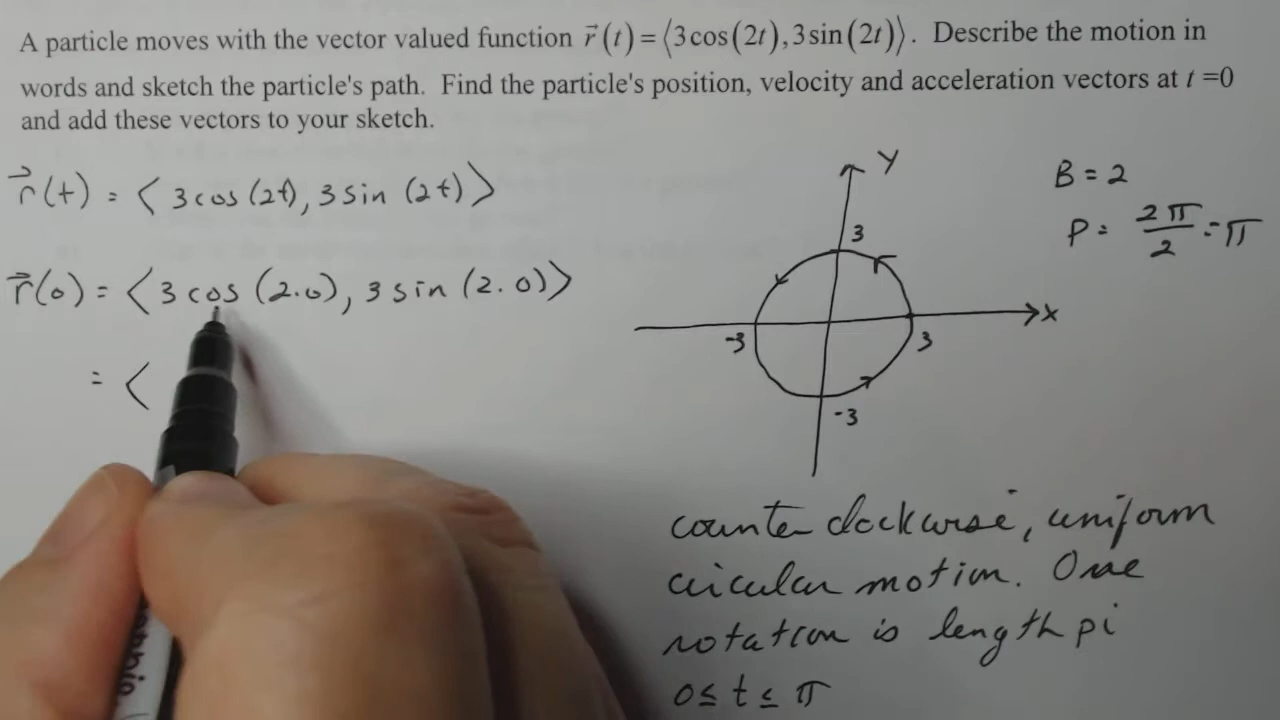 A particle moves with the vector valued function r⃗(t) = ⟨3cos(2t), 3sin(2t)⟩. Describe the motion in
words and sketch the particle's path. Find the particle's position, velocity and acceleration vectors at t =0
and add these vectors to your sketch.
r⃗(t) = ⟨3cos(2t), 3sin(2t)⟩
r⃗(0) = ⟨3cos(2·0), 3sin(2·0)⟩
= ⟨
Y
3
-3
3
X
-3
B = 2
P = 2π/2 = π
counterclockwise, uniform
circular motion. One
rotation is length pi
0 ≤ t ≤ π